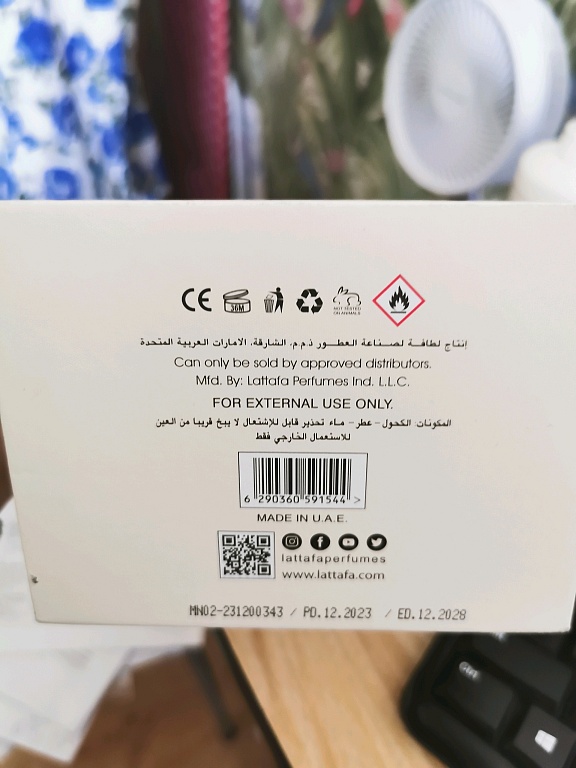 CE
36M
NOT TESTED
ON ANIMALS
إنتاج لطافة لصناعة العطور ذ.م.م. الشارقة، الامارات العربية المتحدة
Can only be sold by approved distributors.
Mfd. By: Lattafa Perfumes Ind. L.L.C.
FOR EXTERNAL USE ONLY.
المكونات: الكحول - عطر - ماء تحذير قابل للإشتعال لا يبخ قريبا من العين
للاستعمال الخارجي فقط
6 290360 591544 >
MADE IN U.A.E.
lattafaperfumes
www.lattafa.com
MN02-231200343 / PD.12.2023 / ED.12.2028
Ctrl